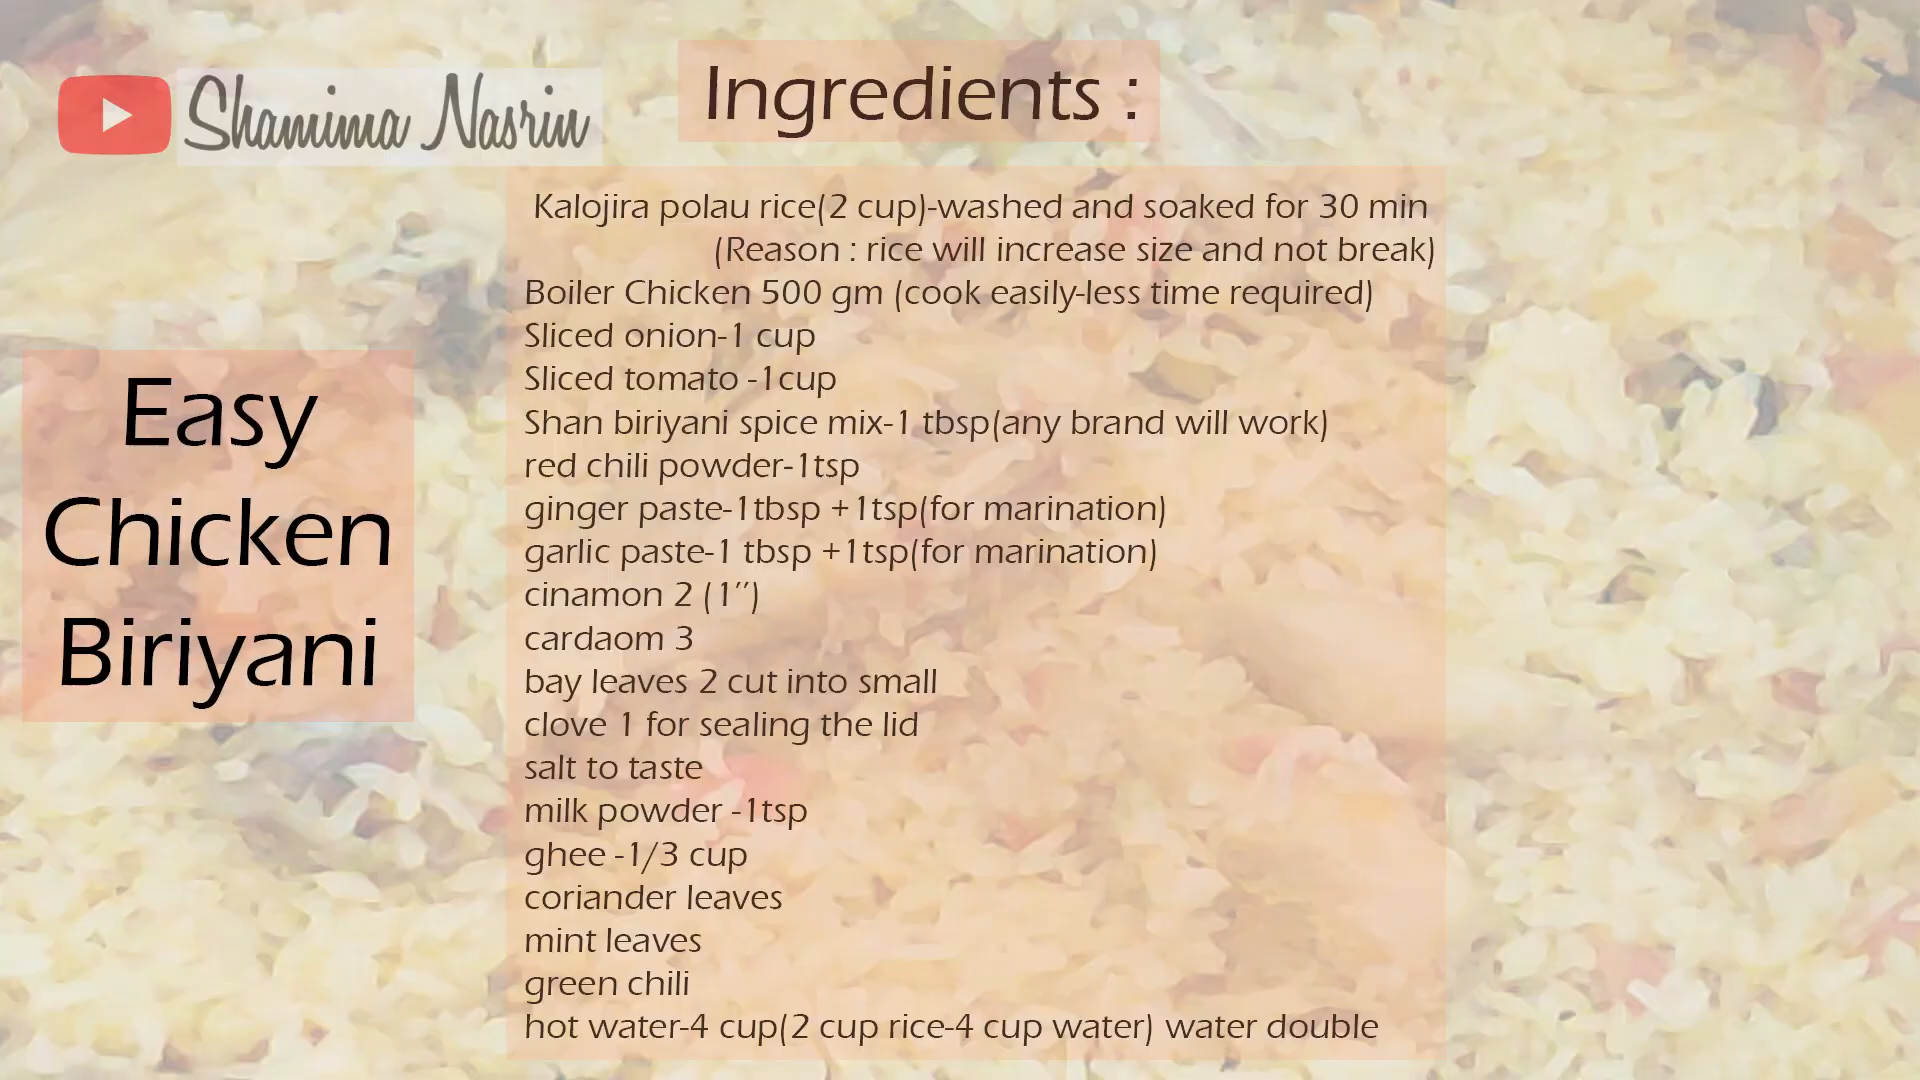 Shamima Nasrin
Ingredients :
Kalojira polau rice(2 cup)-washed and soaked for 30 min
(Reason : rice will increase size and not break)
Boiler Chicken 500 gm (cook easily-less time required)
Sliced onion-1 cup
Sliced tomato -1cup
Shan biriyani spice mix-1 tbsp(any brand will work)
red chili powder-1tsp
ginger paste-1tbsp +1tsp(for marination)
garlic paste-1 tbsp +1tsp(for marination)
cinamon 2 (1’’)
cardaom 3
bay leaves 2 cut into small
clove 1 for sealing the lid
salt to taste
milk powder -1tsp
ghee -1/3 cup
coriander leaves
mint leaves
green chili
hot water-4 cup(2 cup rice-4 cup water) water double
Easy
Chicken
Biriyani